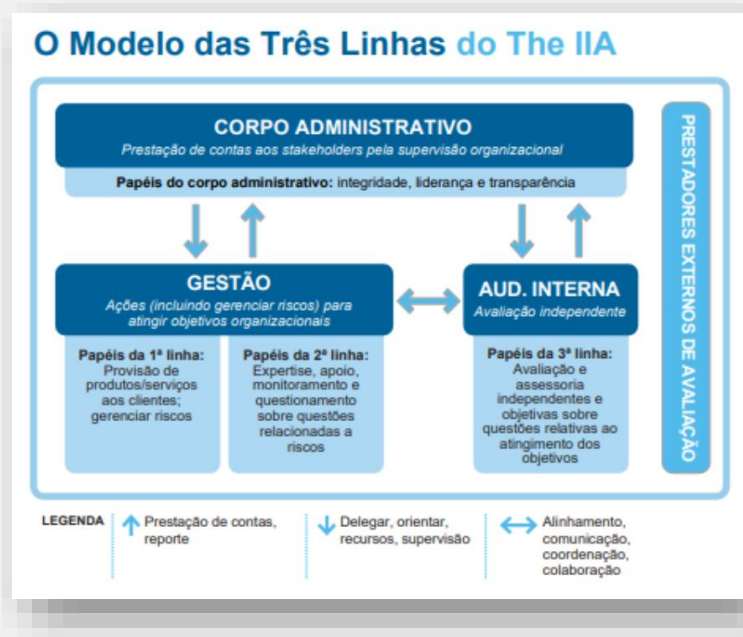 O Modelo das Três Linhas do The IIA
CORPO ADMINISTRATIVO
Prestação de contas aos stakeholders pela supervisão organizacional
Papéis do corpo administrativo: integridade, liderança e transparência
GESTÃO
Ações (incluindo gerenciar riscos) para
atingir objetivos organizacionais
Papéis da 1ª linha:
Provisão de
produtos/serviços
aos clientes;
gerenciar riscos
Papéis da 2ª linha:
Expertise, apoio,
monitoramento e
questionamento
sobre questões
relacionadas a
riscos
AUD. INTERNA
Avaliação independente
Papéis da 3ª linha:
Avaliação e
assessoria
independentes e
objetivas sobre
questões relativas ao
atingimento dos
objetivos
PRESTADORES EXTERNOS DE AVALIAÇÃO
LEGENDA
Prestação de contas,
reporte
Delegar, orientar,
recursos, supervisão
Alinhamento,
comunicação,
coordenação,
colaboração